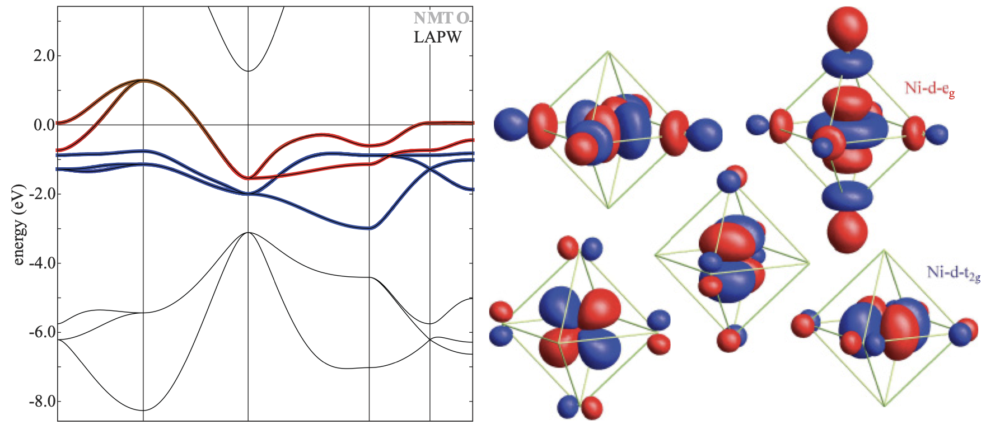 NMTO
LAPW
2.0
0.0
-2.0
-4.0
-6.0
-8.0
energy (eV)
Ni-d-eg
Ni-d-t2g